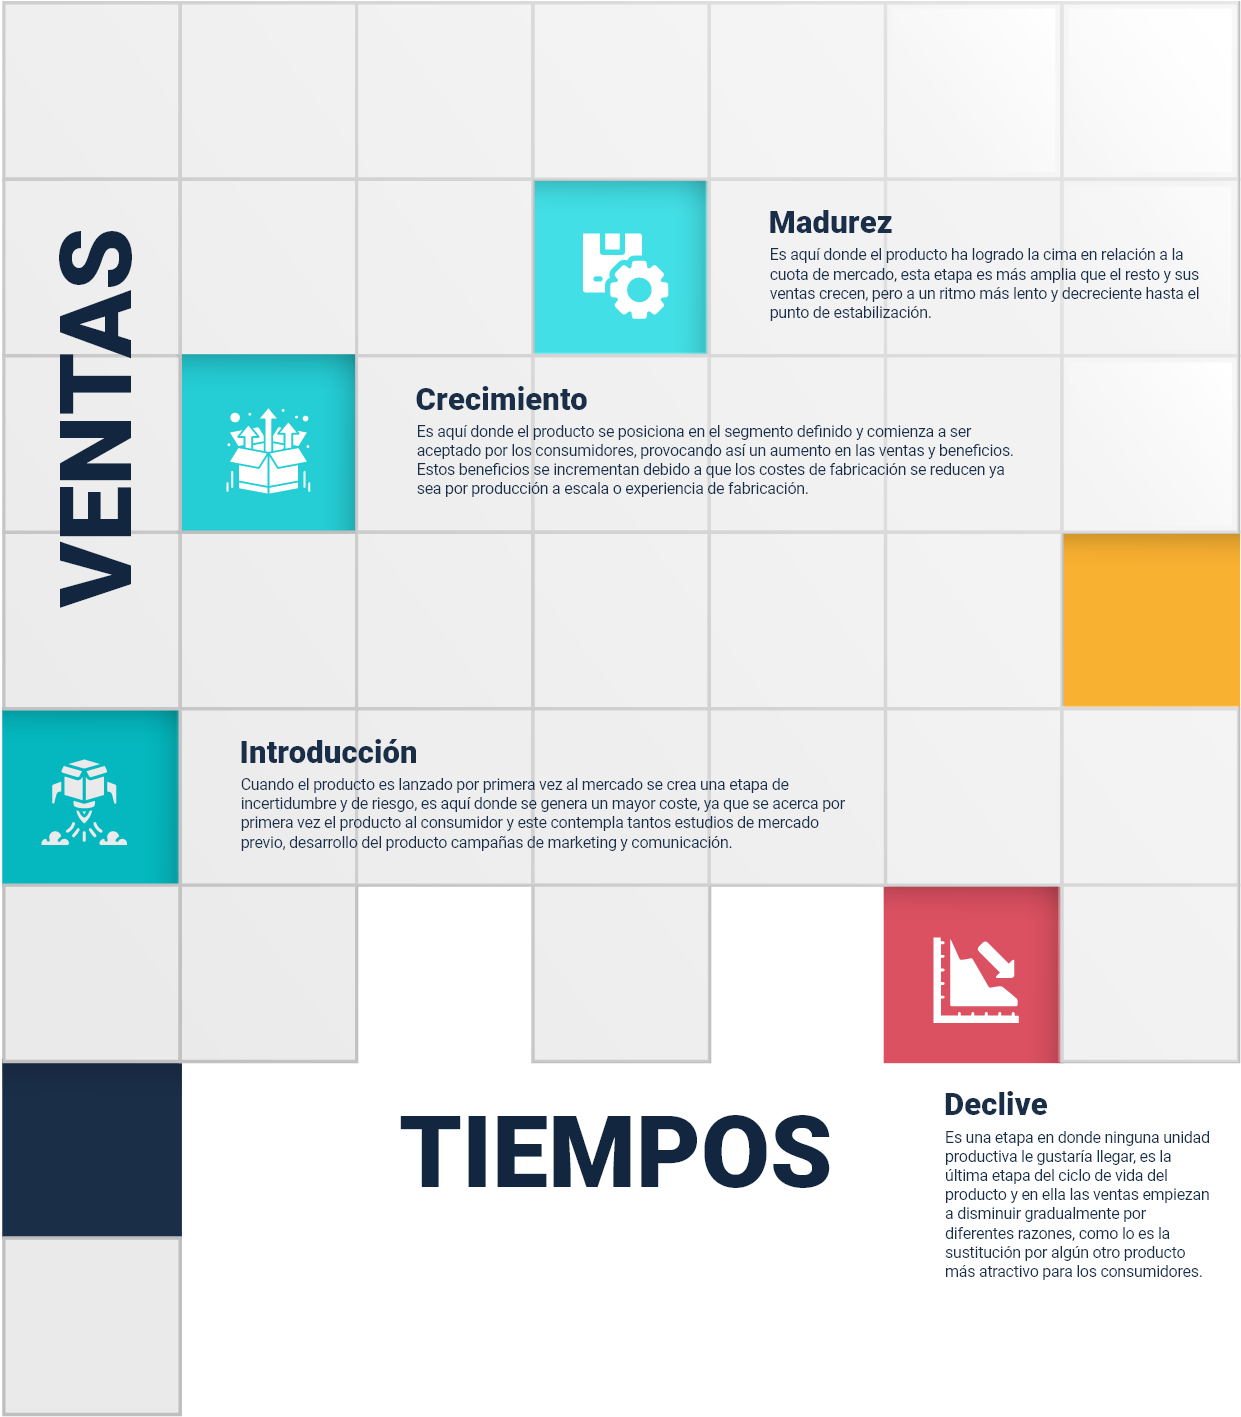 VENTAS
Madurez
Es aquí donde el producto ha logrado la cima en relación a la
cuota de mercado, esta etapa es más amplia que el resto y sus
ventas crecen, pero a un ritmo más lento y decreciente hasta el
punto de estabilización.
Crecimiento
Es aquí donde el producto se posiciona en el segmento definido y comienza a ser
aceptado por los consumidores, provocando así un aumento en las ventas y beneficios.
Estos beneficios se incrementan debido a que los costes de fabricación se reducen ya
sea por producción a escala o experiencia de fabricación.
Introducción
Cuando el producto es lanzado por primera vez al mercado se crea una etapa de
incertidumbre y de riesgo, es aquí donde se genera un mayor coste, ya que se acerca por
primera vez el producto al consumidor y este contempla tantos estudios de mercado
previo, desarrollo del producto campañas de marketing y comunicación.
TIEMPOS
Declive
Es una etapa en donde ninguna unidad
productiva le gustaría llegar, es la
última etapa del ciclo de vida del
producto y en ella las ventas empiezan
a disminuir gradualmente por
diferentes razones, como lo es la
sustitución por algún otro producto
más atractivo para los consumidores.